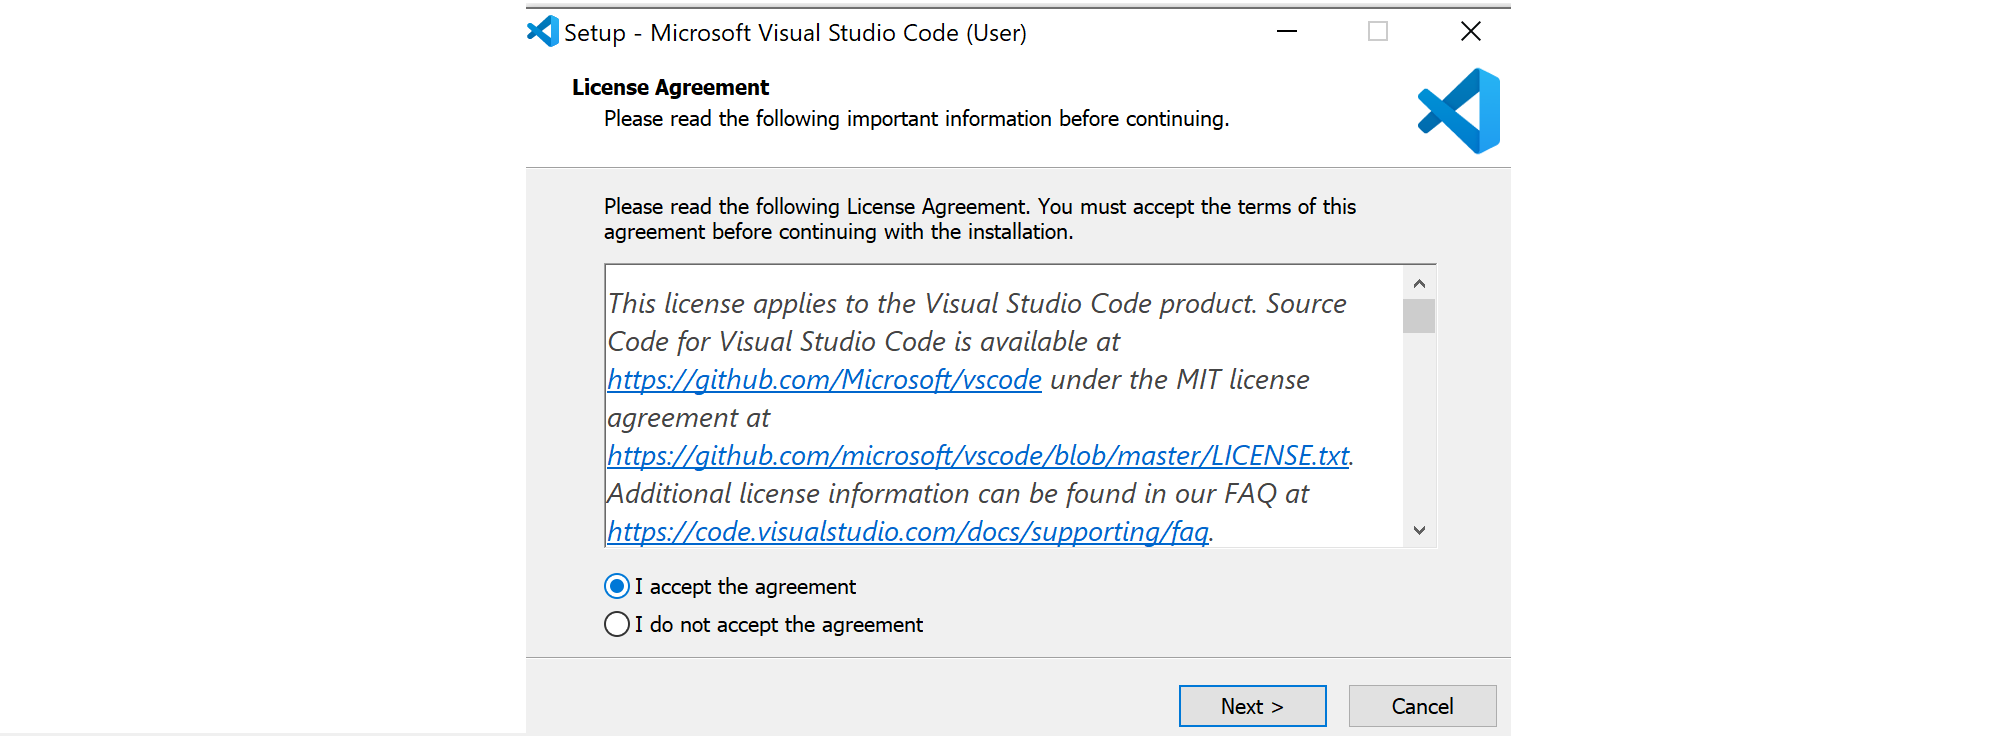 Setup - Microsoft Visual Studio Code (User)
License Agreement
Please read the following important information before continuing.
Please read the following License Agreement. You must accept the terms of this
agreement before continuing with the installation.
This license applies to the Visual Studio Code product. Source
Code for Visual Studio Code is available at
https://github.com/Microsoft/vscode under the MIT license
agreement at
https://github.com/microsoft/vscode/blob/master/LICENSE.txt.
Additional license information can be found in our FAQ at
https://code.visualstudio.com/docs/supporting/faq.
I accept the agreement
I do not accept the agreement
Next >
Cancel